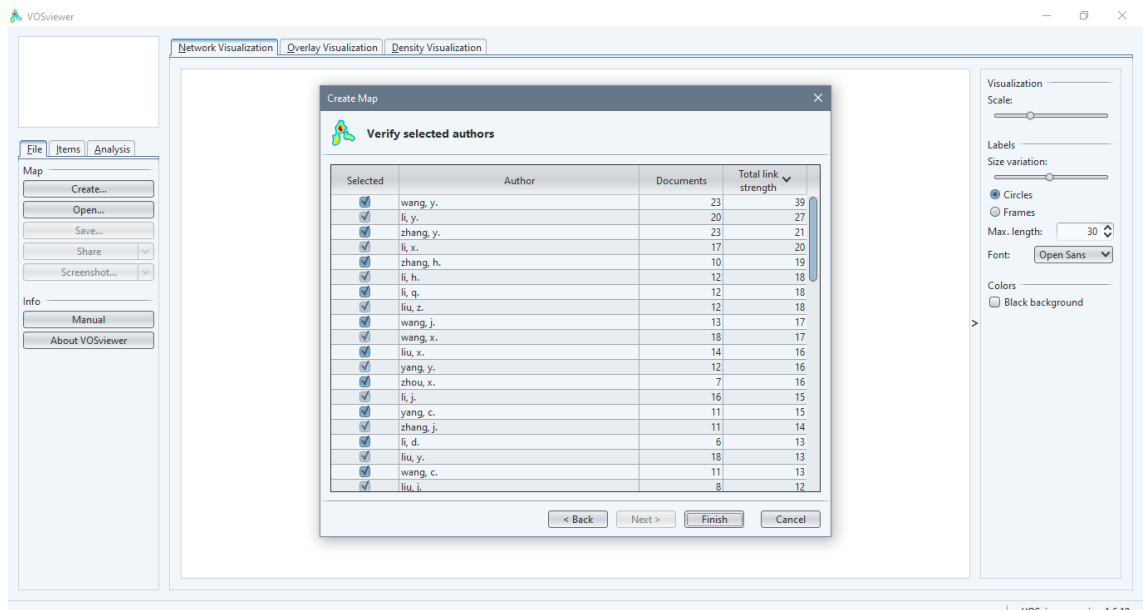 VOSviewer
Network Visualization Overlay Visualization Density Visualization
File Items Analysis
Map
Create...
Open...
Save...
Share
Screenshot...
Info
Manual
About VOSviewer
Create Map
Verify selected authors
Selected Author Documents Total link strength
wang, y. 23 39
li, y. 20 27
zhang, y. 23 21
li, x. 17 20
zhang, h. 10 19
li, h. 12 18
li, q. 12 18
liu, z. 12 18
wang, j. 13 17
wang, x. 18 17
liu, x. 14 16
yang, y. 12 16
zhou, x. 7 16
li, j. 16 15
yang, c. 11 15
zhang, j. 11 14
li, d. 6 13
liu, y. 18 13
wang, c. 11 13
liu, j. 8 12
< Back Next > Finish Cancel
>
Visualization
Scale:
Labels
Size variation:
Circles
Frames
Max. length: 30
Font: Open Sans
Colors
Black background